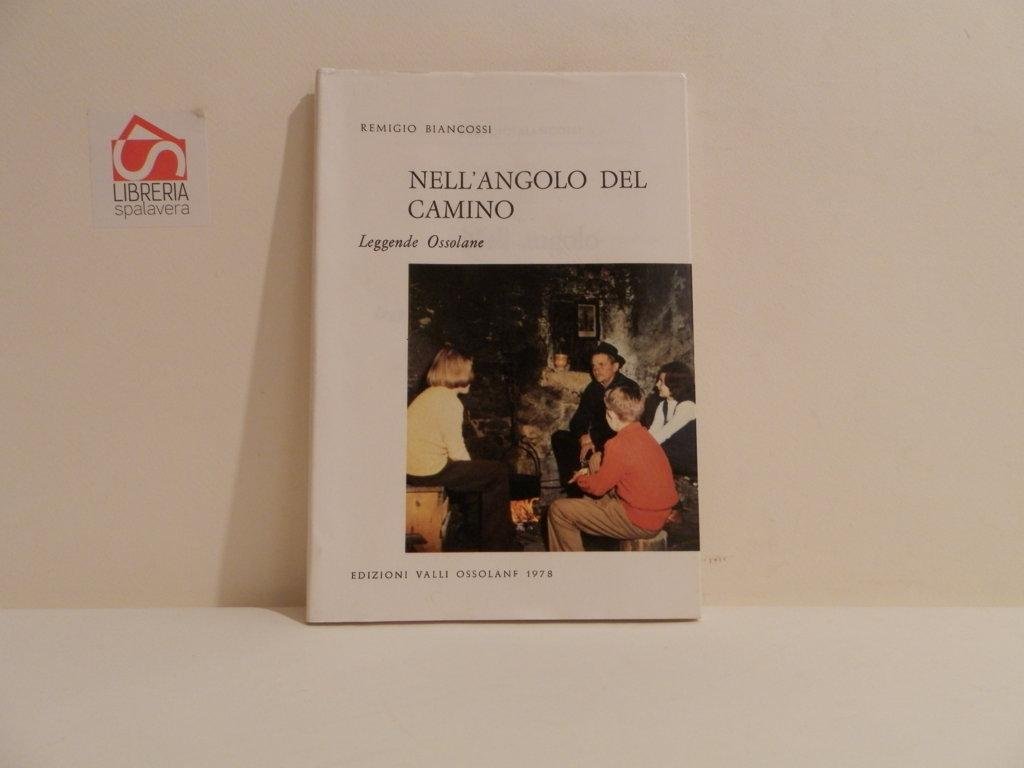 REMIGIO BIANCOSSI
NELL'ANGOLO DEL
CAMINO
Leggende Ossolane
EDIZIONI VALLI OSSOLANE 1978
LIBRERIA
spalavera